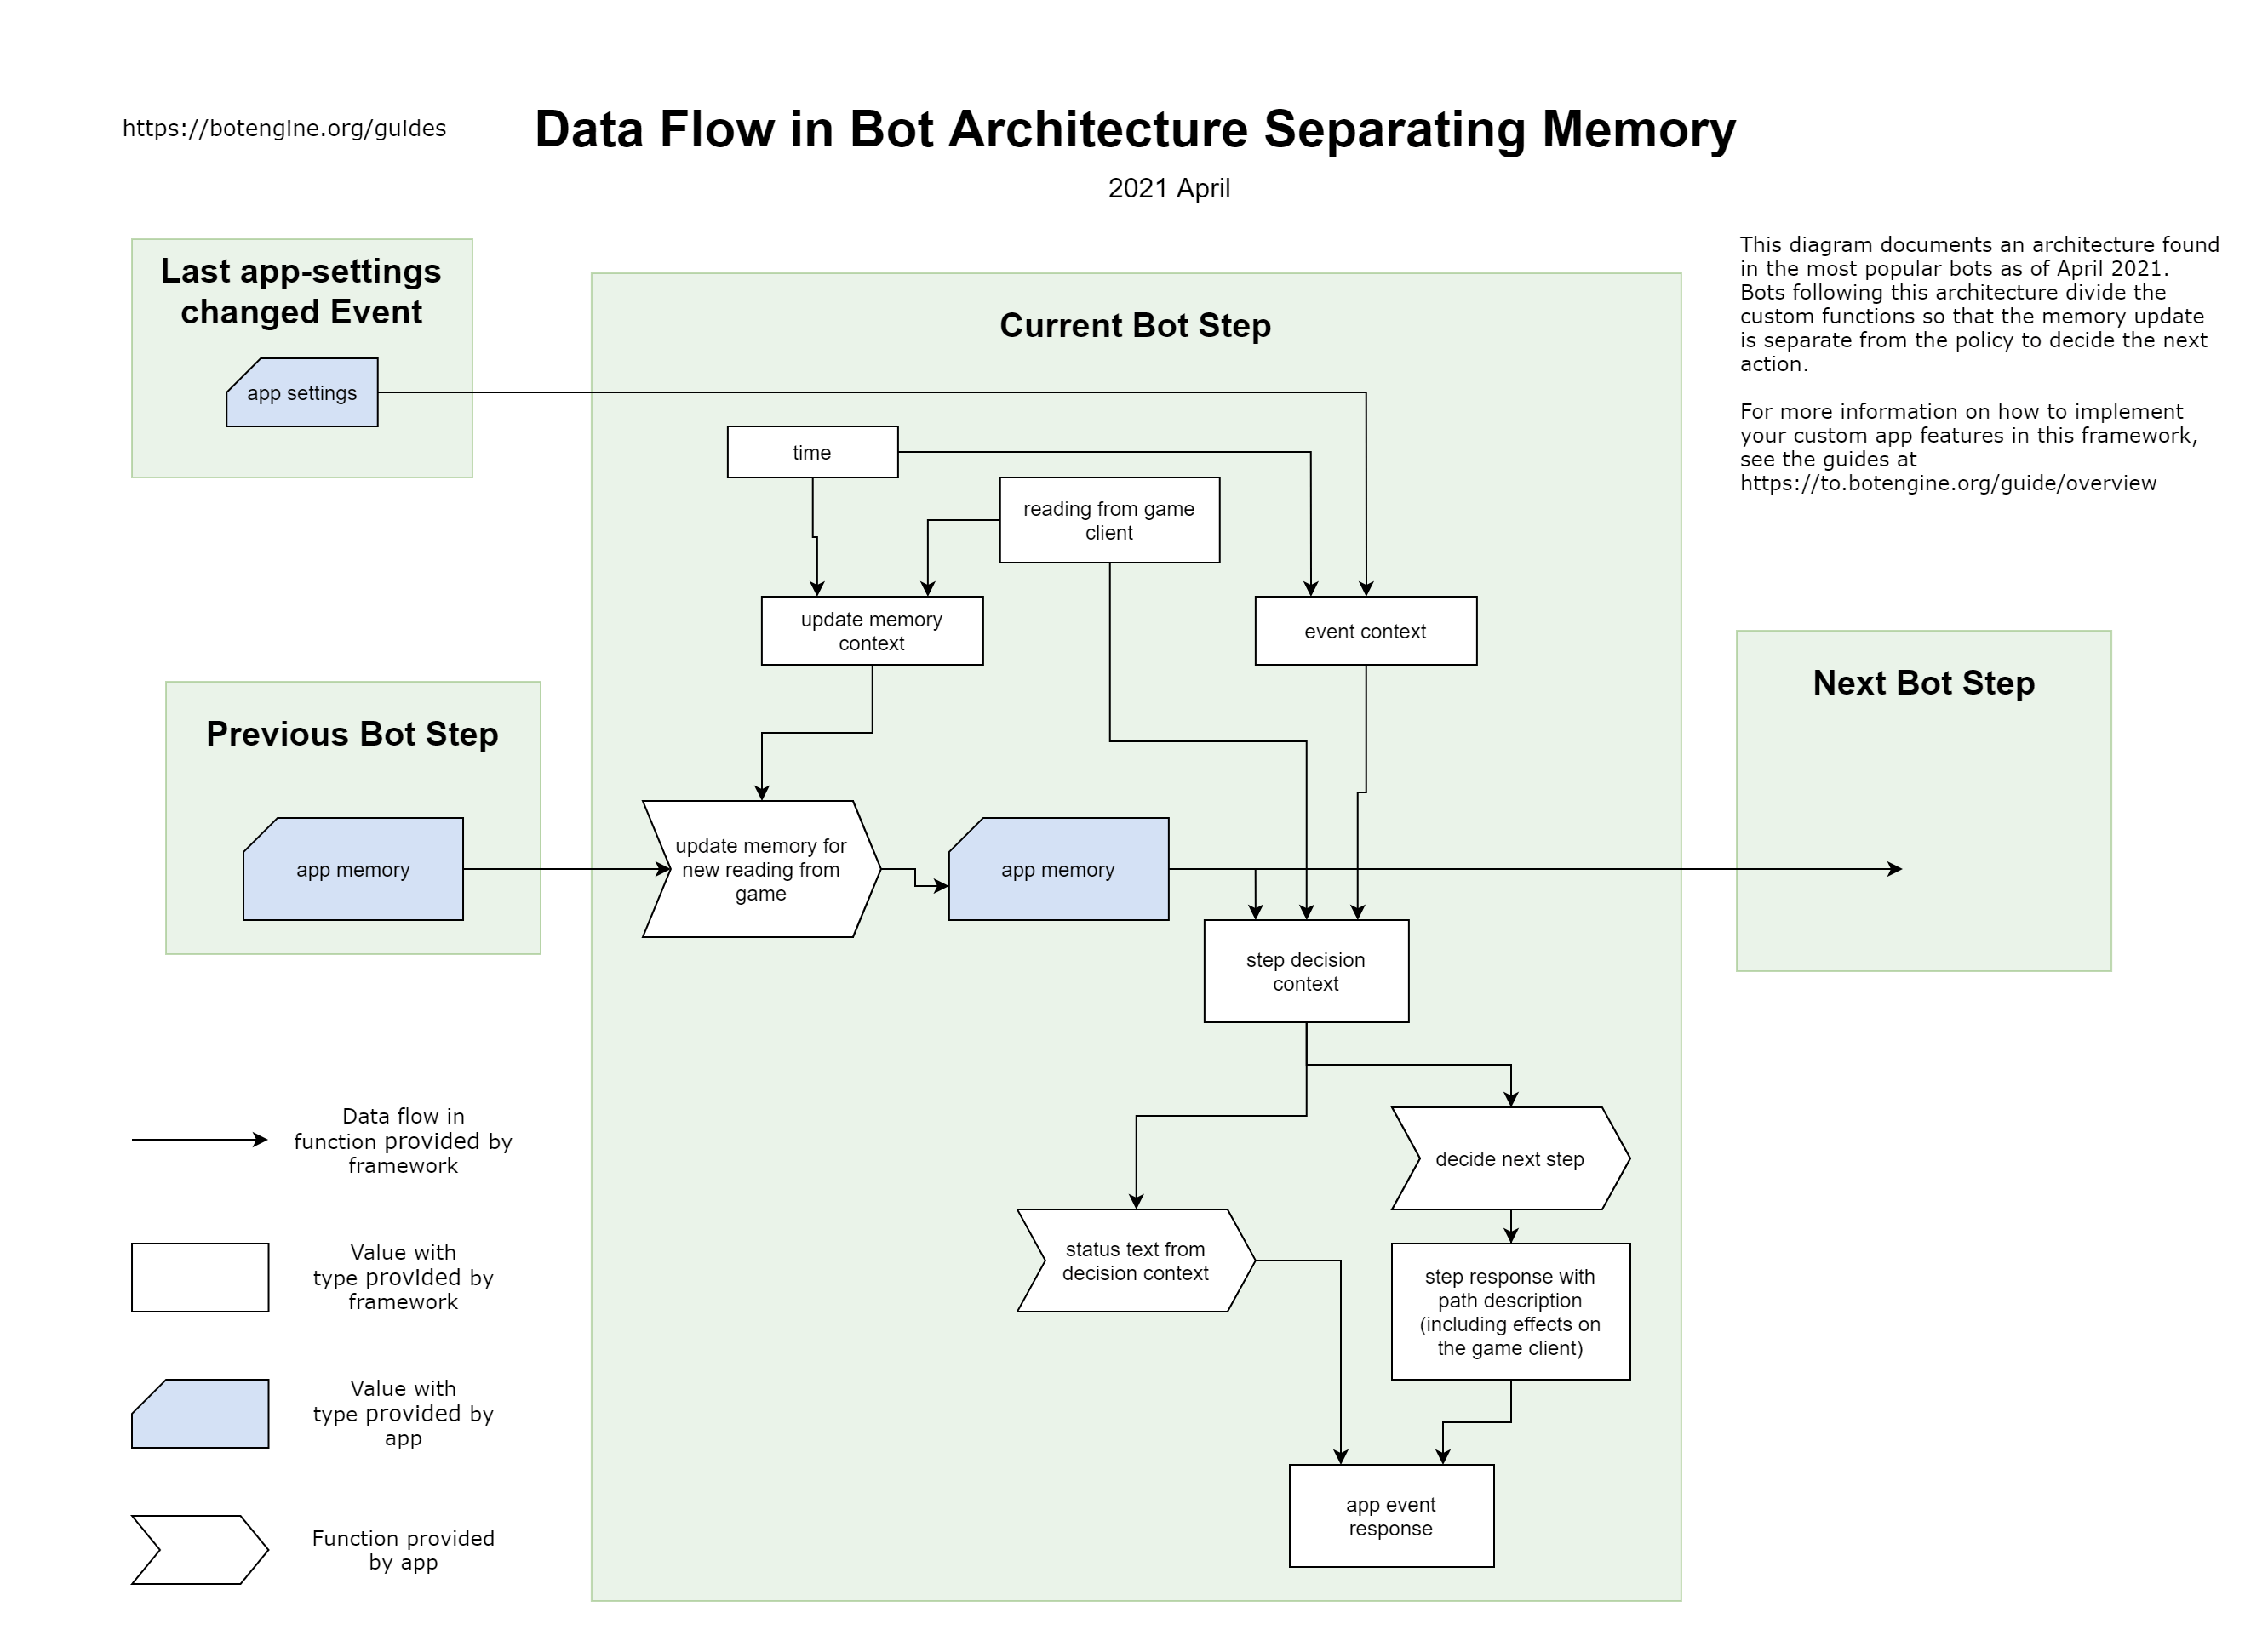 https://botengine.org/guides
Data Flow in Bot Architecture Separating Memory
2021 April
Last app-settings
changed Event
app settings
This diagram documents an architecture found
in the most popular bots as of April 2021.
Bots following this architecture divide the
custom functions so that the memory update
is separate from the policy to decide the next
action.
For more information on how to implement
your custom app features in this framework,
see the guides at
https://to.botengine.org/guide/overview
Current Bot Step
time
reading from game
client
update memory
context
event context
Previous Bot Step
app memory
update memory for
new reading from
game
app memory
Next Bot Step
step decision
context
decide next step
status text from
decision context
step response with
path description
(including effects on
the game client)
app event
response
Data flow in
function provided by
framework
Value with
type provided by
framework
Value with
type provided by
app
Function provided
by app